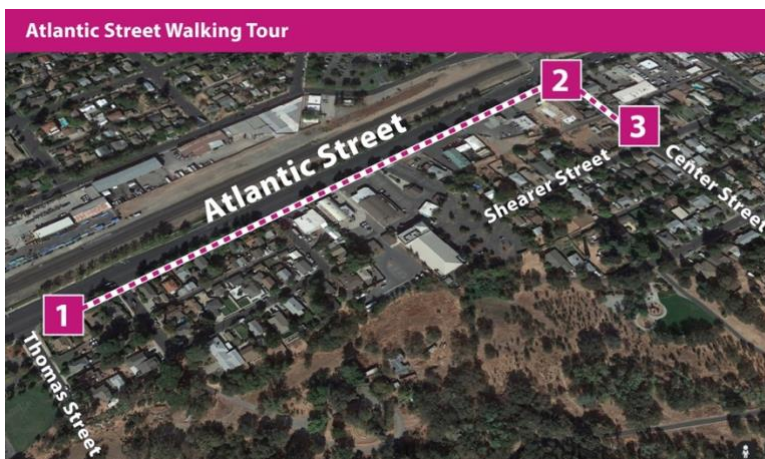 Atlantic Street Walking Tour
2
3
Atlantic Street
Shearer Street
Center Street
1
Thomas Street